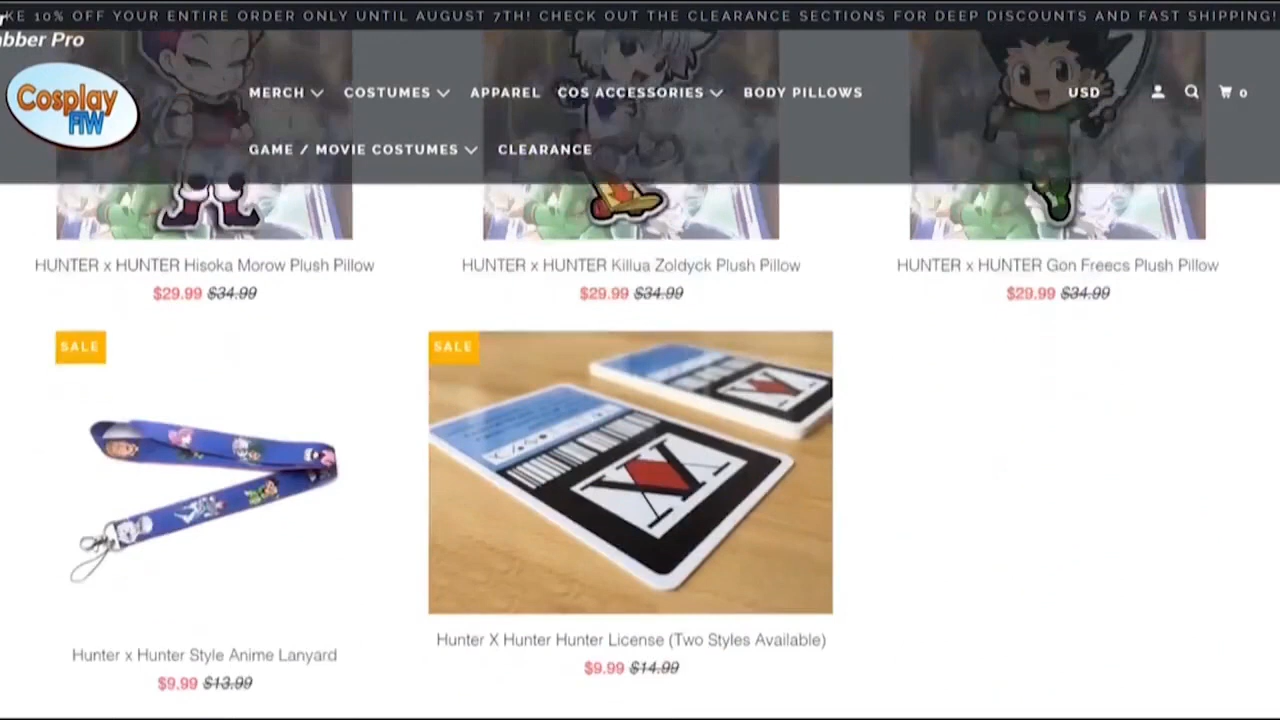 KE 10% OFF YOUR ENTIRE ORDER ONLY UNTIL AUGUST 7TH! CHECK OUT THE CLEARANCE SECTIONS FOR DEEP DISCOUNTS AND FAST SHIPPING!
bber Pro
Cosplay
FTW
MERCH COSTUMES APPAREL COS ACCESSORIES BODY PILLOWS
USD 0
GAME / MOVIE COSTUMES CLEARANCE
HUNTER x HUNTER Hisoka Morow Plush Pillow
$29.99 $34.99
HUNTER x HUNTER Killua Zoldyck Plush Pillow
$29.99 $34.99
HUNTER x HUNTER Gon Freecs Plush Pillow
$29.99 $34.99
SALE
SALE
Hunter x Hunter Style Anime Lanyard
$9.99 $13.99
Hunter X Hunter Hunter License (Two Styles Available)
$9.99 $14.99